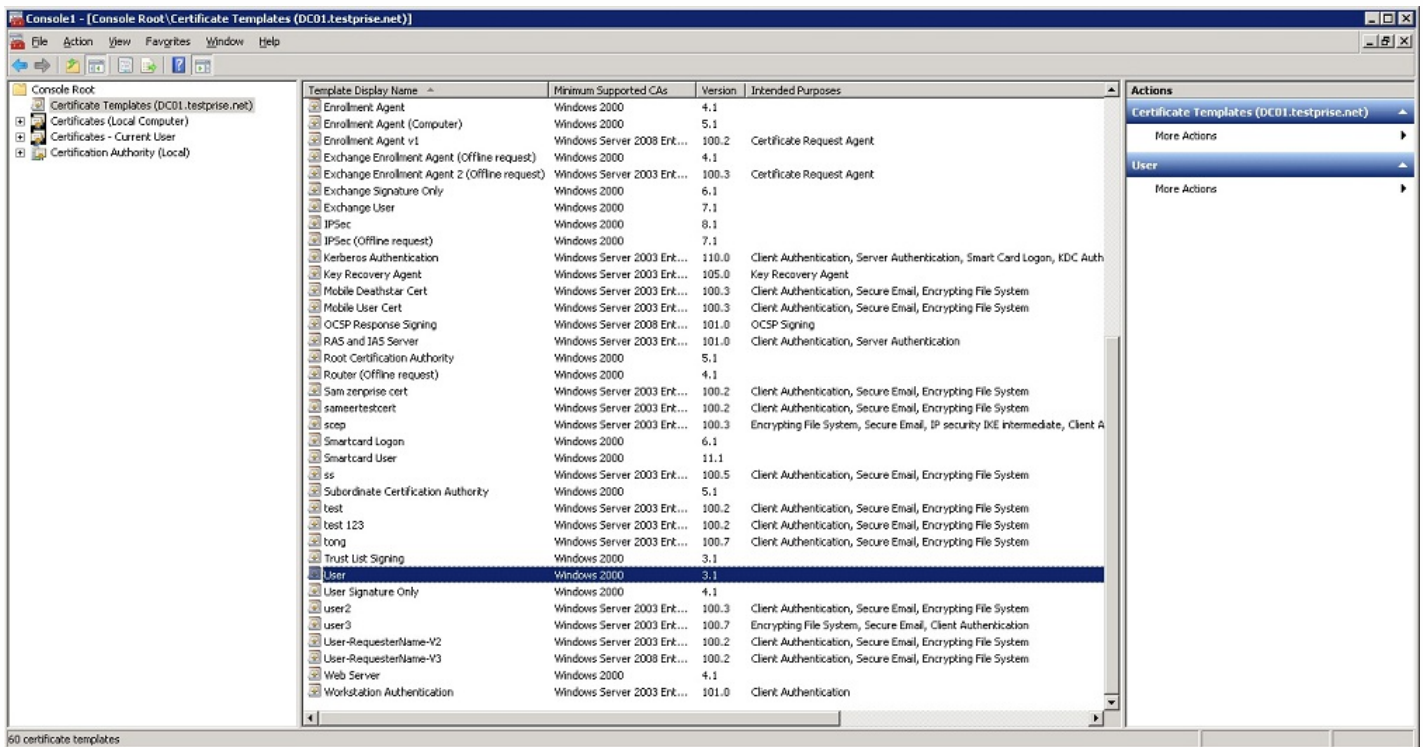 Console1 - [Console Root\Certificate Templates (DC01.testprise.net)]
File Action View Favorites Window Help
Console Root
Certificate Templates (DC01.testprise.net)
Certificates (Local Computer)
Certificates - Current User
Certification Authority (Local)
Template Display Name Minimum Supported CAs Version Intended Purposes
Enrollment Agent Windows 2000 4.1
Enrollment Agent (Computer) Windows 2000 5.1
Enrollment Agent v1 Windows Server 2008 Ent... 100.2 Certificate Request Agent
Exchange Enrollment Agent (Offline request) Windows 2000 4.1
Exchange Enrollment Agent 2 (Offline request) Windows Server 2003 Ent... 100.3 Certificate Request Agent
Exchange Signature Only Windows 2000 6.1
Exchange User Windows 2000 7.1
IPSec Windows 2000 8.1
IPSec (Offline request) Windows 2000 7.1
Kerberos Authentication Windows Server 2003 Ent... 110.0 Client Authentication, Server Authentication, Smart Card Logon, KDC Auth
Key Recovery Agent Windows Server 2003 Ent... 105.0 Key Recovery Agent
Mobile Deathstar Cert Windows Server 2003 Ent... 100.3 Client Authentication, Secure Email, Encrypting File System
Mobile User Cert Windows Server 2003 Ent... 100.3 Client Authentication, Secure Email, Encrypting File System
OCSP Response Signing Windows Server 2008 Ent... 101.0 OCSP Signing
RAS and IAS Server Windows Server 2003 Ent... 101.0 Client Authentication, Server Authentication
Root Certification Authority Windows 2000 5.1
Router (Offline request) Windows 2000 4.1
Sam zenprise cert Windows Server 2003 Ent... 100.2 Client Authentication, Secure Email, Encrypting File System
sameertestcert Windows Server 2003 Ent... 100.2 Client Authentication, Secure Email, Encrypting File System
scep Windows Server 2003 Ent... 100.3 Encrypting File System, Secure Email, IP security IKE intermediate, Client A
Smartcard Logon Windows 2000 6.1
Smartcard User Windows 2000 11.1
ss Windows Server 2003 Ent... 100.5 Client Authentication, Secure Email, Encrypting File System
Subordinate Certification Authority Windows 2000 5.1
test Windows Server 2003 Ent... 100.2 Client Authentication, Secure Email, Encrypting File System
test 123 Windows Server 2003 Ent... 100.2 Client Authentication, Secure Email, Encrypting File System
tong Windows Server 2003 Ent... 100.7 Client Authentication, Secure Email, Encrypting File System
Trust List Signing Windows 2000 3.1
User Windows 2000 3.1
User Signature Only Windows 2000 4.1
user2 Windows Server 2003 Ent... 100.3 Client Authentication, Secure Email, Encrypting File System
user3 Windows Server 2003 Ent... 100.7 Encrypting File System, Secure Email, Client Authentication
User-RequesterName-V2 Windows Server 2003 Ent... 100.2 Client Authentication, Secure Email, Encrypting File System
User-RequesterName-V3 Windows Server 2008 Ent... 100.2 Client Authentication, Secure Email, Encrypting File System
Web Server Windows 2000 4.1
Workstation Authentication Windows Server 2003 Ent... 101.0 Client Authentication
Actions
Certificate Templates (DC01.testprise.net)
More Actions
User
More Actions
60 certificate templates